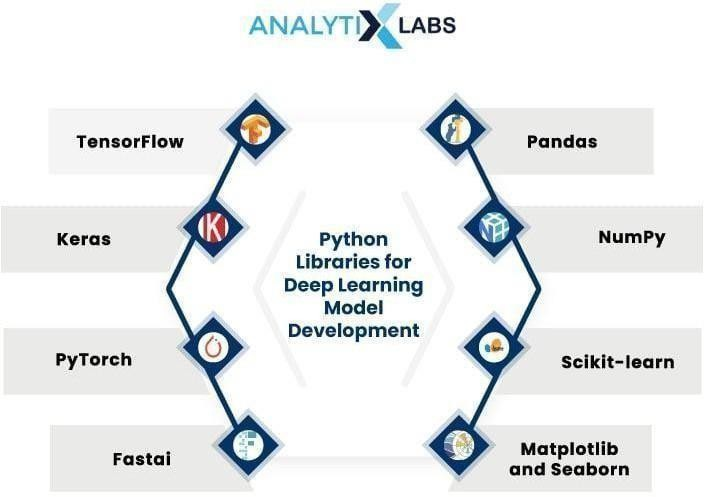 ANALYTIX LABS
TensorFlow
Keras
PyTorch
Fastai
Python
Libraries for
Deep Learning
Model
Development
Pandas
NumPy
Scikit-learn
Matplotlib
and Seaborn